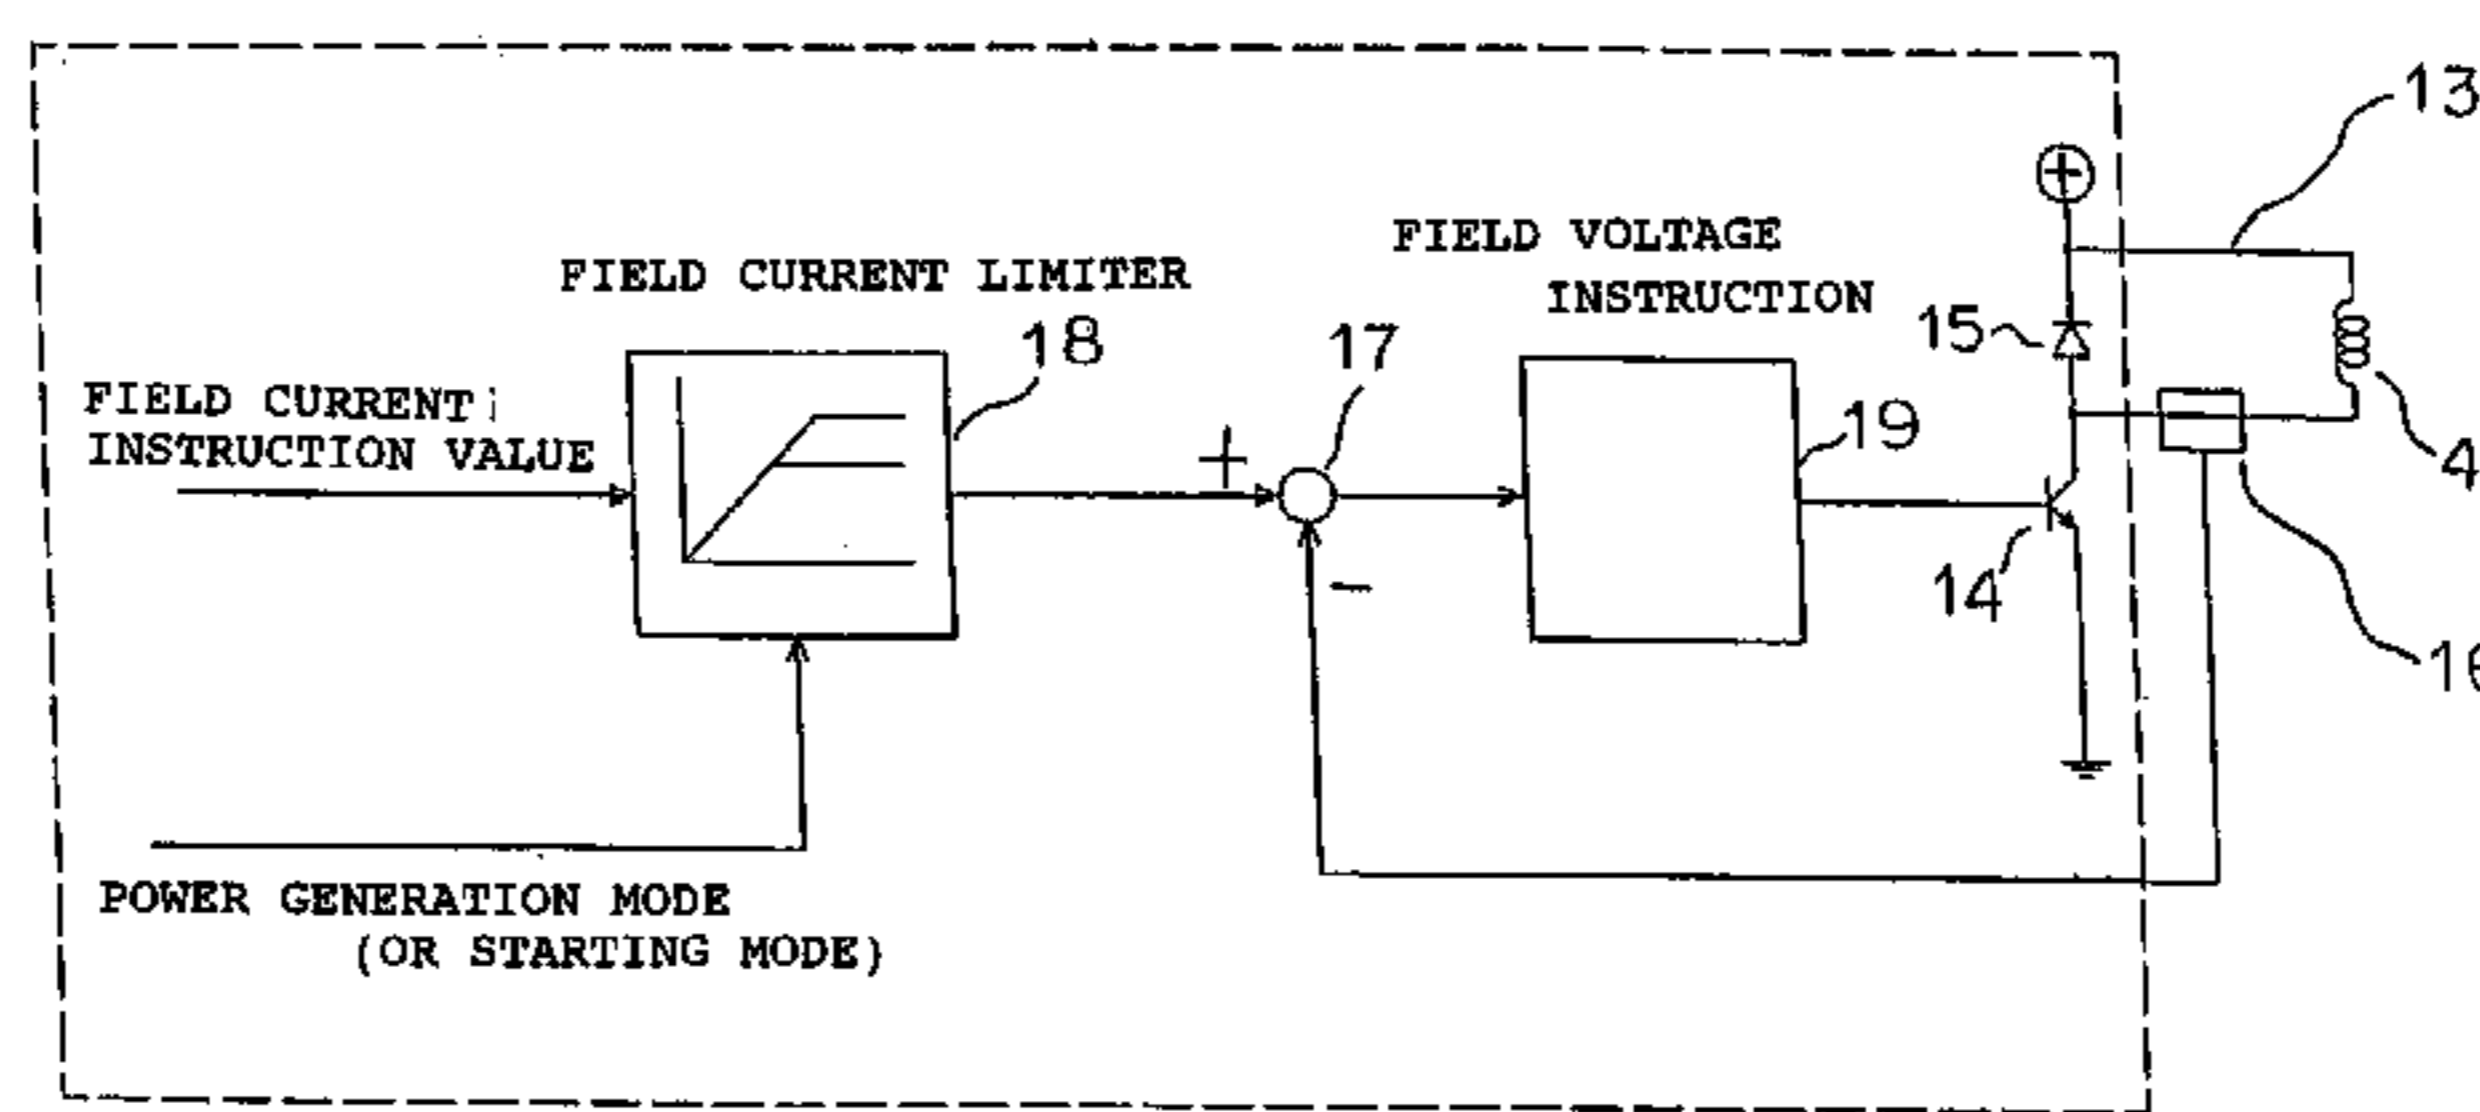 13
FIELD VOLTAGE
INSTRUCTION
FIELD CURRENT LIMITER
15
18
17
FIELD CURRENT
INSTRUCTION VALUE
19
4
+
14
−
16
POWER GENERATION MODE
(OR STARTING MODE)